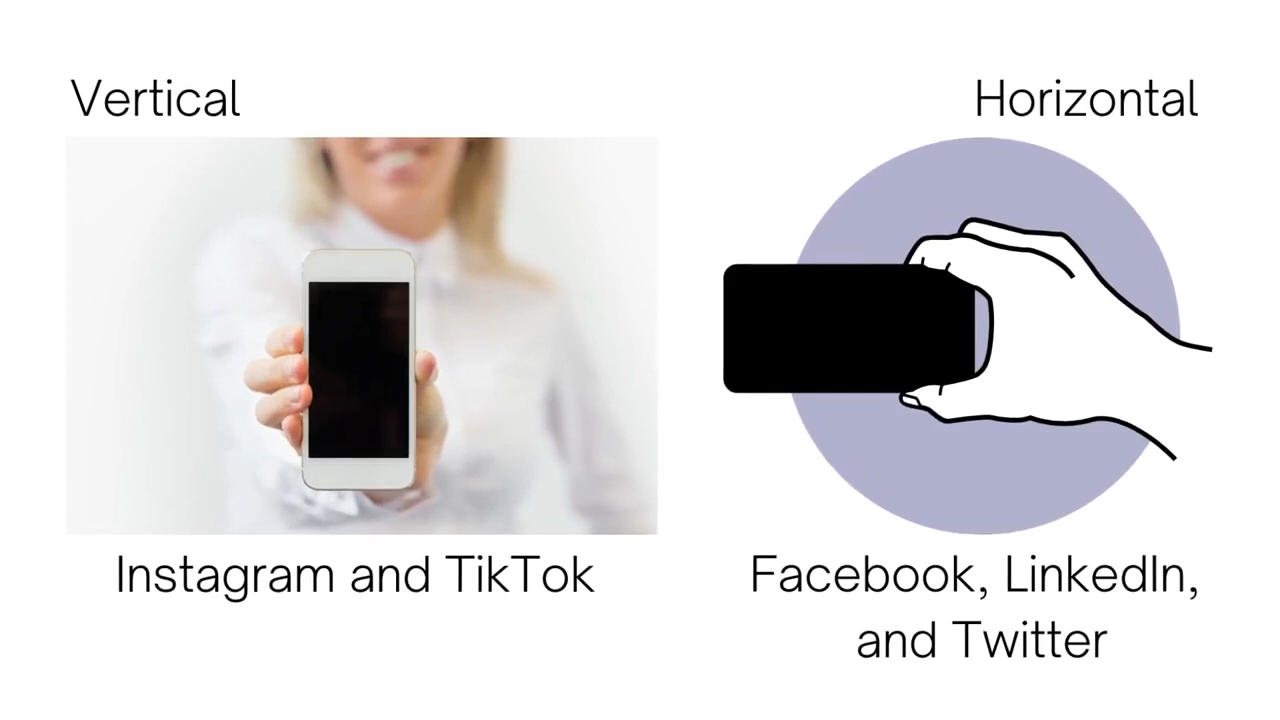 Vertical
Horizontal
Instagram and TikTok
Facebook, LinkedIn,
and Twitter